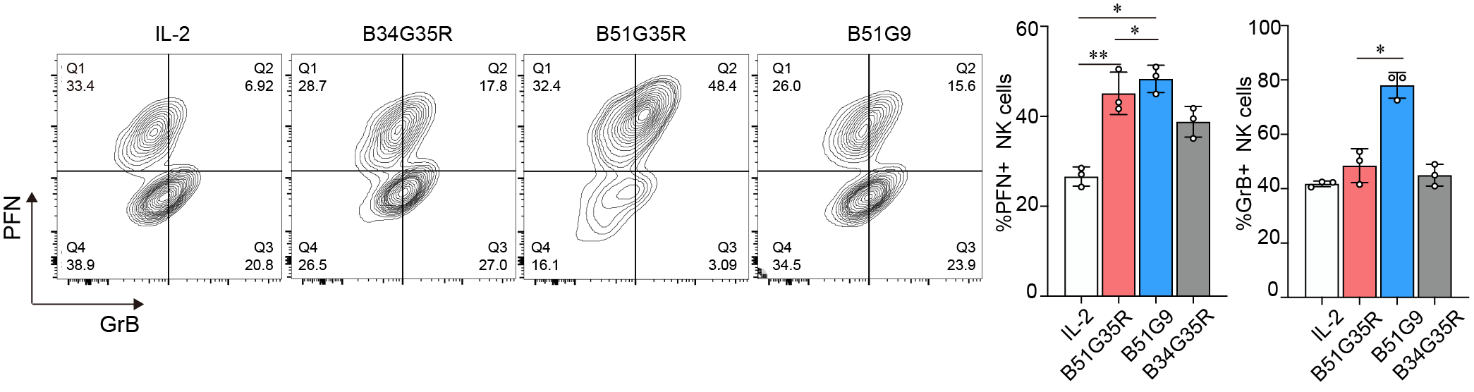 IL-2
B34G35R
B51G35R
B51G9
Q1
33.4
Q2
6.92
Q4
38.9
Q3
20.8
Q1
28.7
Q2
17.8
Q4
26.5
Q3
27.0
Q1
32.4
Q2
48.4
Q4
16.1
Q3
3.09
Q1
26.0
Q2
15.6
Q4
34.5
Q3
23.9
PFN
GrB
%PFN+ NK cells
60
40
20
0
*
*
**
IL-2
B51G35R
B51G9
B34G35R
%GrB+ NK cells
100
80
60
40
20
0
*
IL-2
B51G35R
B51G9
B34G35R